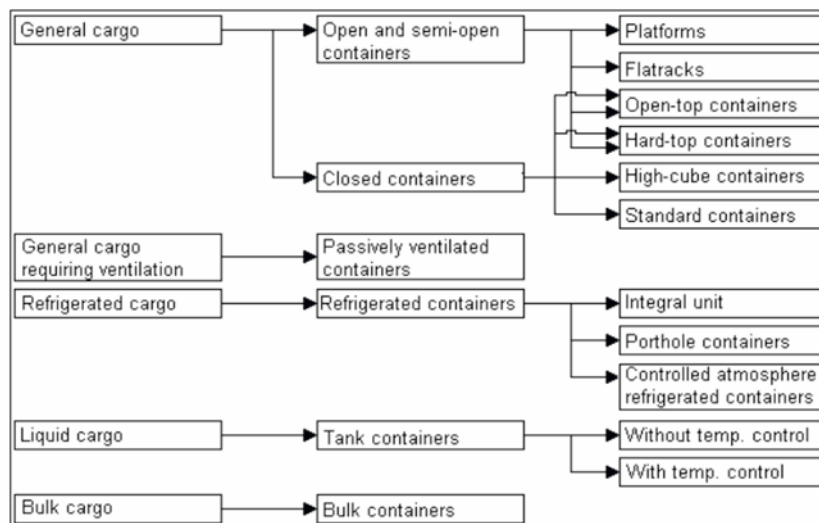 General cargo
Open and semi-open
containers
Platforms
Flatracks
Open-top containers
Hard-top containers
Closed containers
High-cube containers
Standard containers
General cargo
requiring ventilation
Passively ventilated
containers
Refrigerated cargo
Refrigerated containers
Integral unit
Porthole containers
Controlled atmosphere
refrigerated containers
Liquid cargo
Tank containers
Without temp. control
With temp. control
Bulk cargo
Bulk containers